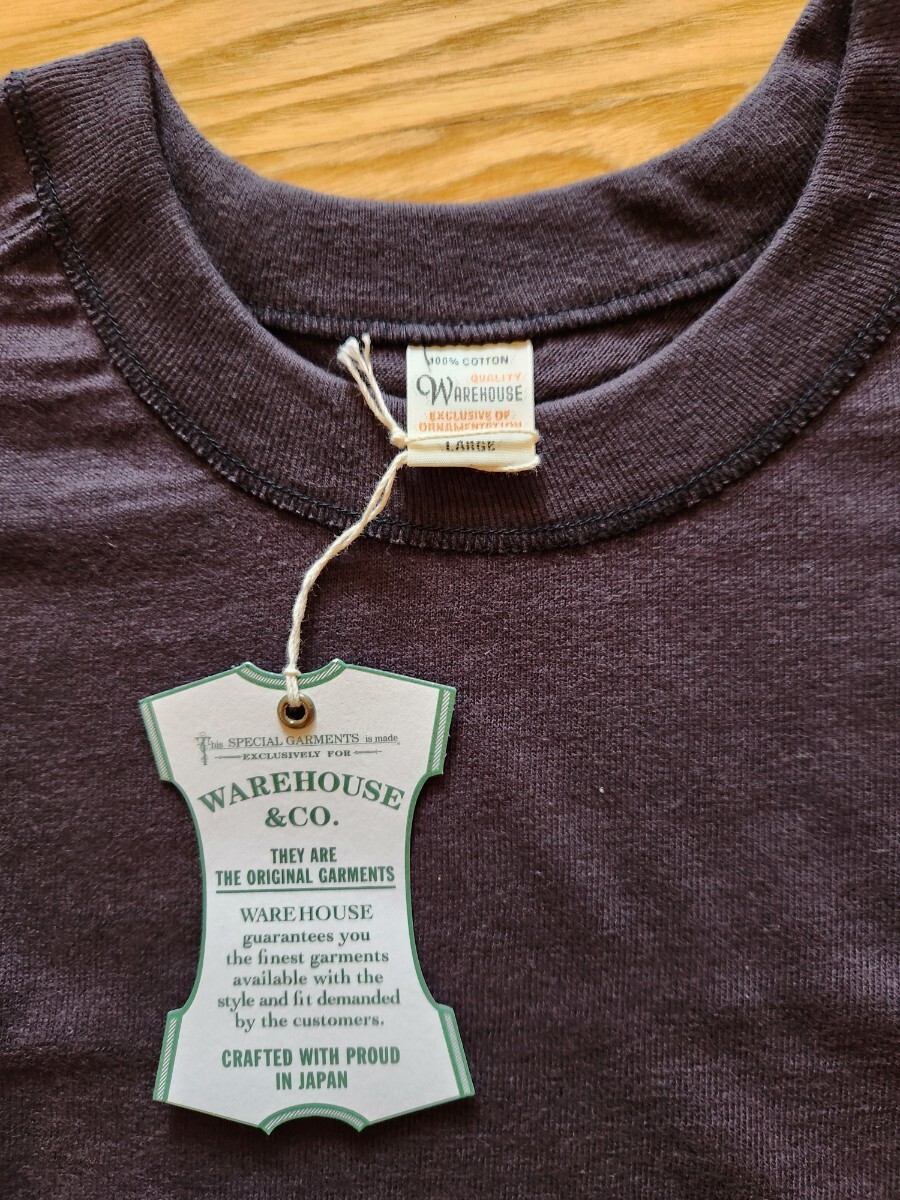 100% COTTON
QUALITY
WAREHOUSE
EXCLUSIVE OF
ORNAMENTATION
LARGE
This SPECIAL GARMENTS is made
EXCLUSIVELY FOR
WAREHOUSE
&CO.
THEY ARE
THE ORIGINAL GARMENTS
WAREHOUSE
guarantees you
the finest garments
available with the
style and fit demanded
by the customers.
CRAFTED WITH PROUD
IN JAPAN